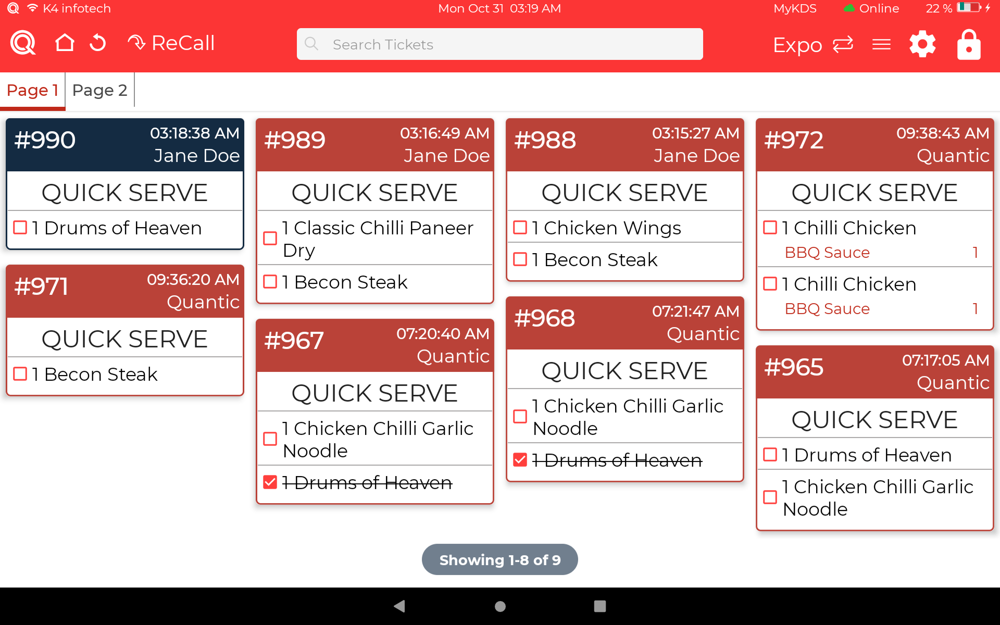 K4 infotech
Mon Oct 31 03:19 AM
MyKDS
Online
22 %
ReCall
Search Tickets
Expo
Page 1
Page 2
#990
03:18:38 AM
Jane Doe
QUICK SERVE
1 Drums of Heaven
#971
09:36:20 AM
Quantic
QUICK SERVE
1 Becon Steak
#989
03:16:49 AM
Jane Doe
QUICK SERVE
1 Classic Chilli Paneer
Dry
1 Becon Steak
#967
07:20:40 AM
Quantic
QUICK SERVE
1 Chicken Chilli Garlic
Noodle
1 Drums of Heaven
#988
03:15:27 AM
Jane Doe
QUICK SERVE
1 Chicken Wings
1 Becon Steak
#968
07:21:47 AM
Quantic
QUICK SERVE
1 Chicken Chilli Garlic
Noodle
1 Drums of Heaven
#972
09:38:43 AM
Quantic
QUICK SERVE
1 Chilli Chicken
BBQ Sauce 1
1 Chilli Chicken
BBQ Sauce 1
#965
07:17:05 AM
Quantic
QUICK SERVE
1 Drums of Heaven
1 Chicken Chilli Garlic
Noodle
Showing 1-8 of 9